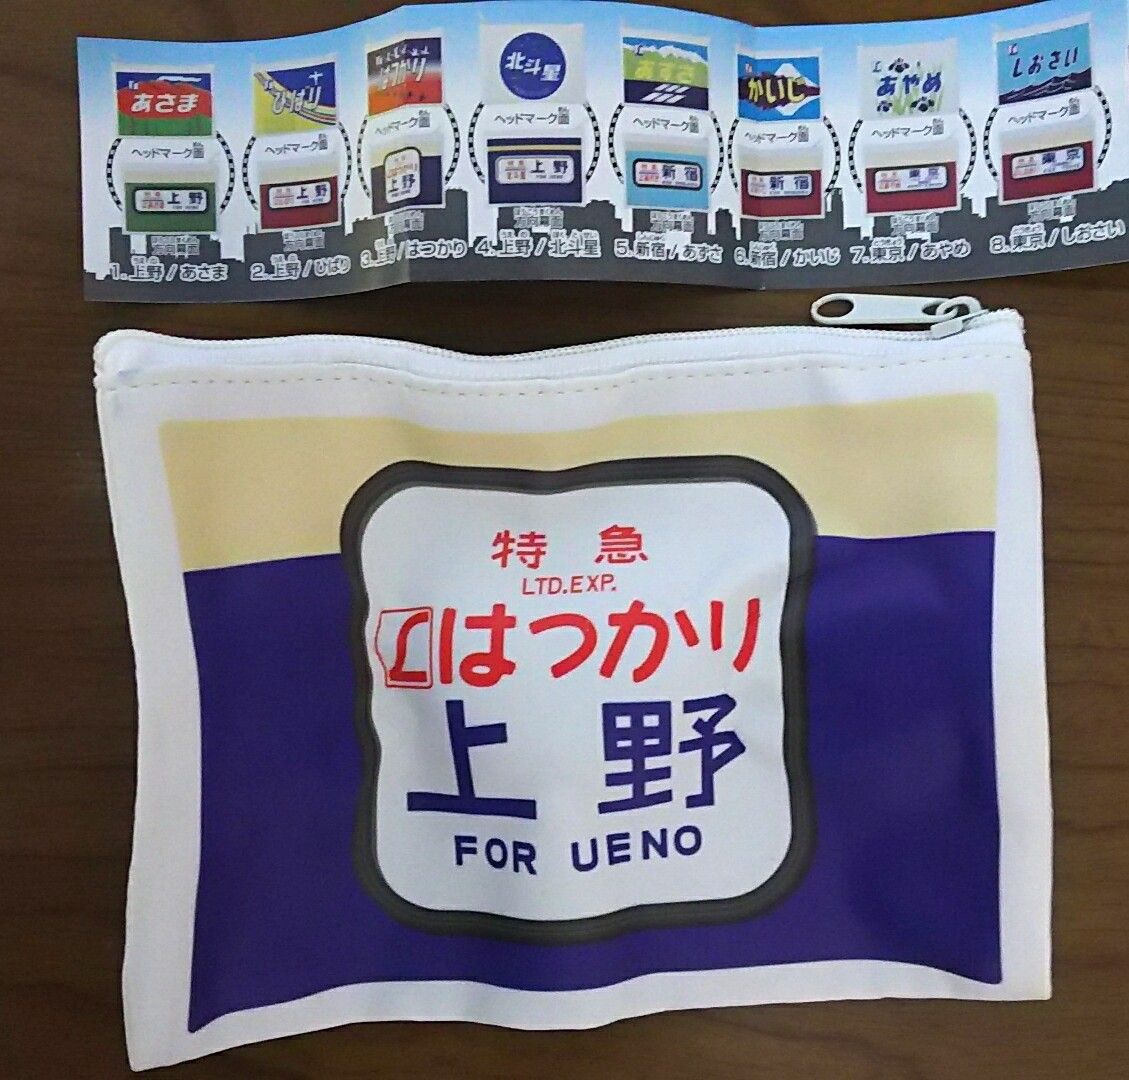 あさま
ひばり
はつかり
北斗星
あずさ
かいじ
あやめ
しおさい
ヘッドマーク面
ヘッドマーク面
ヘッドマーク面
ヘッドマーク面
ヘッドマーク面
ヘッドマーク面
ヘッドマーク面
ヘッドマーク面
上野
上野
上野
上野
新宿
新宿
東京
東京
1.上野/あさま
2.上野/ひばり
3.上野/はつかり
4.上野/北斗星
5.新宿/あずさ
6.新宿/かいじ
7.東京/あやめ
8.東京/しおさい
特急
LTD.EXP.
はつかり
上野
FOR UENO